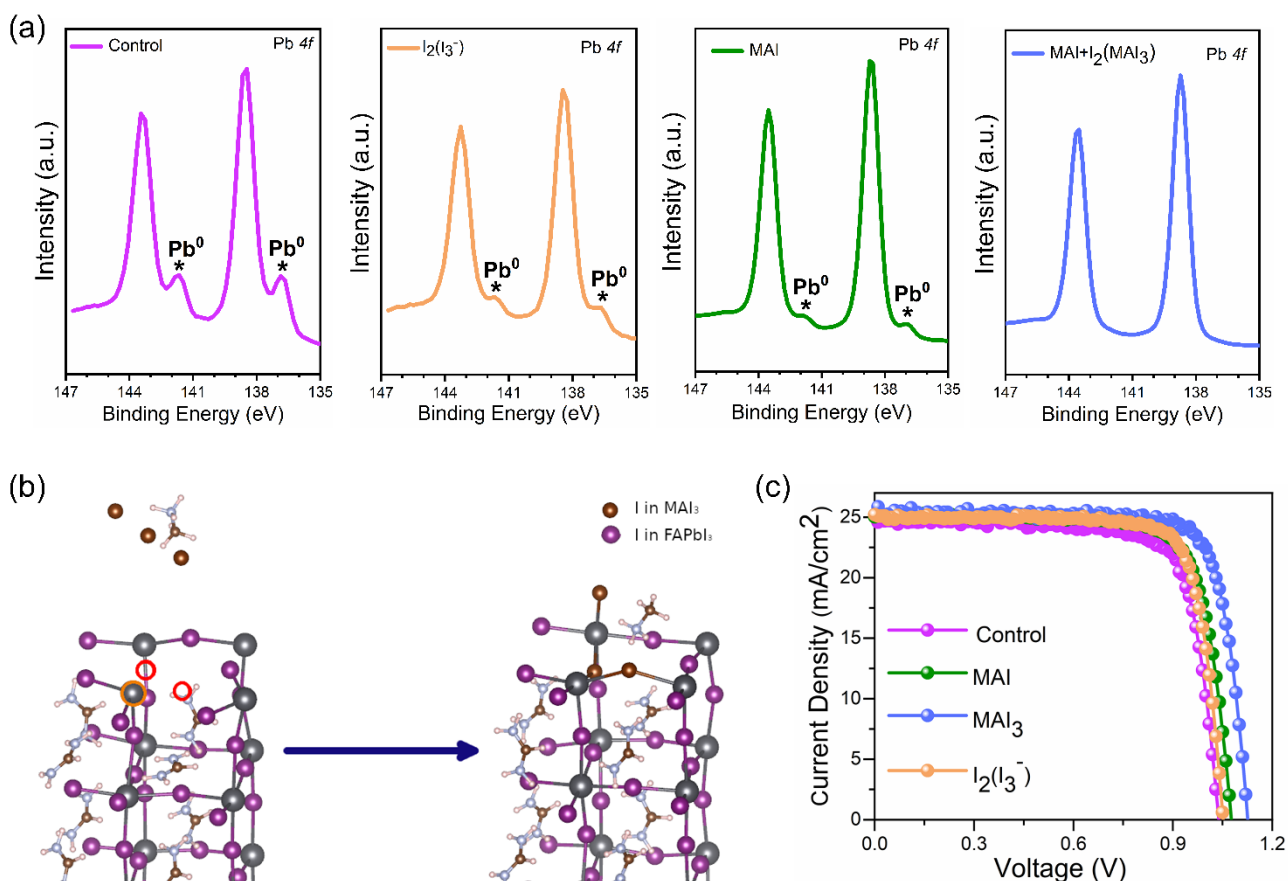 (a)
Control
Pb 4f
Pb⁰
*
Pb⁰
*
Intensity (a.u.)
147 144 141 138 135
Binding Energy (eV)
I₂(I₃⁻)
Pb 4f
Pb⁰
*
Pb⁰
*
Intensity (a.u.)
147 144 141 138 135
Binding Energy (eV)
MAI
Pb 4f
Pb⁰
*
Pb⁰
*
Intensity (a.u.)
147 144 141 138 135
Binding Energy (eV)
MAI+I₂(MAI₃)
Pb 4f
Intensity (a.u.)
147 144 141 138 135
Binding Energy (eV)
(b)
I in MAI₃
I in FAPbI₃
(c)
Current Density (mA/cm²)
25
20
15
10
5
0
Control
MAI
MAI₃
I₂(I₃⁻)
0.0 0.3 0.6 0.9 1.2
Voltage (V)